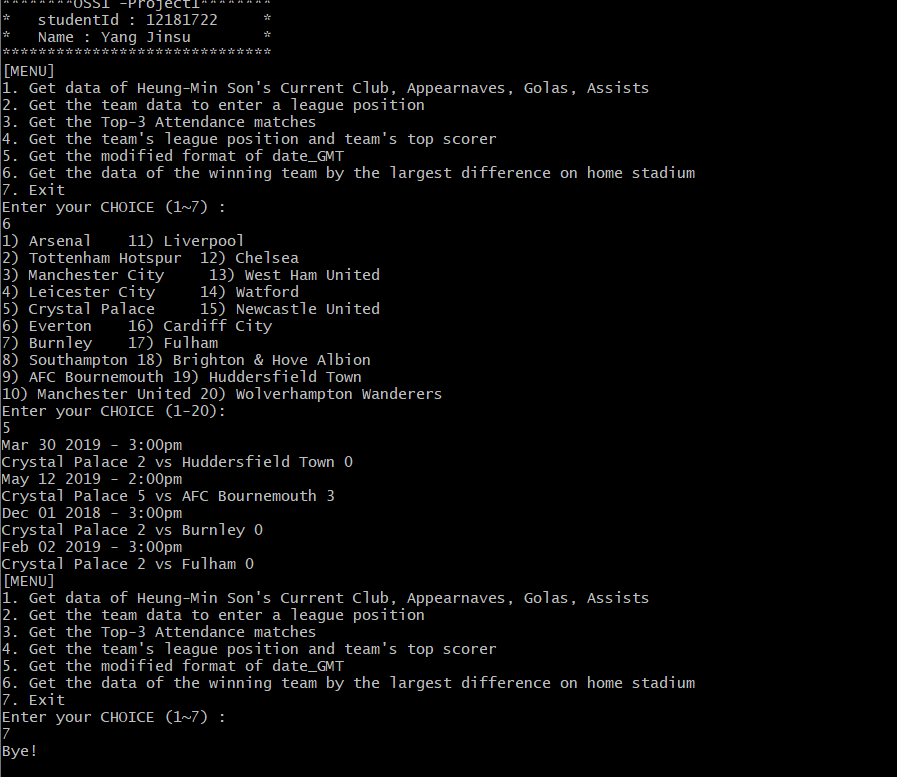 ********OSS1 -Project1********
*   studentId : 12181722     *
*   Name : Yang Jinsu        *
******************************
[MENU]
1. Get data of Heung-Min Son's Current Club, Appearnaves, Golas, Assists
2. Get the team data to enter a league position
3. Get the Top-3 Attendance matches
4. Get the team's league position and team's top scorer
5. Get the modified format of date_GMT
6. Get the data of the winning team by the largest difference on home stadium
7. Exit
Enter your CHOICE (1~7) :
6
1) Arsenal    11) Liverpool
2) Tottenham Hotspur  12) Chelsea
3) Manchester City     13) West Ham United
4) Leicester City     14) Watford
5) Crystal Palace     15) Newcastle United
6) Everton    16) Cardiff City
7) Burnley    17) Fulham
8) Southampton 18) Brighton & Hove Albion
9) AFC Bournemouth 19) Huddersfield Town
10) Manchester United 20) Wolverhampton Wanderers
Enter your CHOICE (1-20):
5
Mar 30 2019 - 3:00pm
Crystal Palace 2 vs Huddersfield Town 0
May 12 2019 - 2:00pm
Crystal Palace 5 vs AFC Bournemouth 3
Dec 01 2018 - 3:00pm
Crystal Palace 2 vs Burnley 0
Feb 02 2019 - 3:00pm
Crystal Palace 2 vs Fulham 0
[MENU]
1. Get data of Heung-Min Son's Current Club, Appearnaves, Golas, Assists
2. Get the team data to enter a league position
3. Get the Top-3 Attendance matches
4. Get the team's league position and team's top scorer
5. Get the modified format of date_GMT
6. Get the data of the winning team by the largest difference on home stadium
7. Exit
Enter your CHOICE (1~7) :
7
Bye!